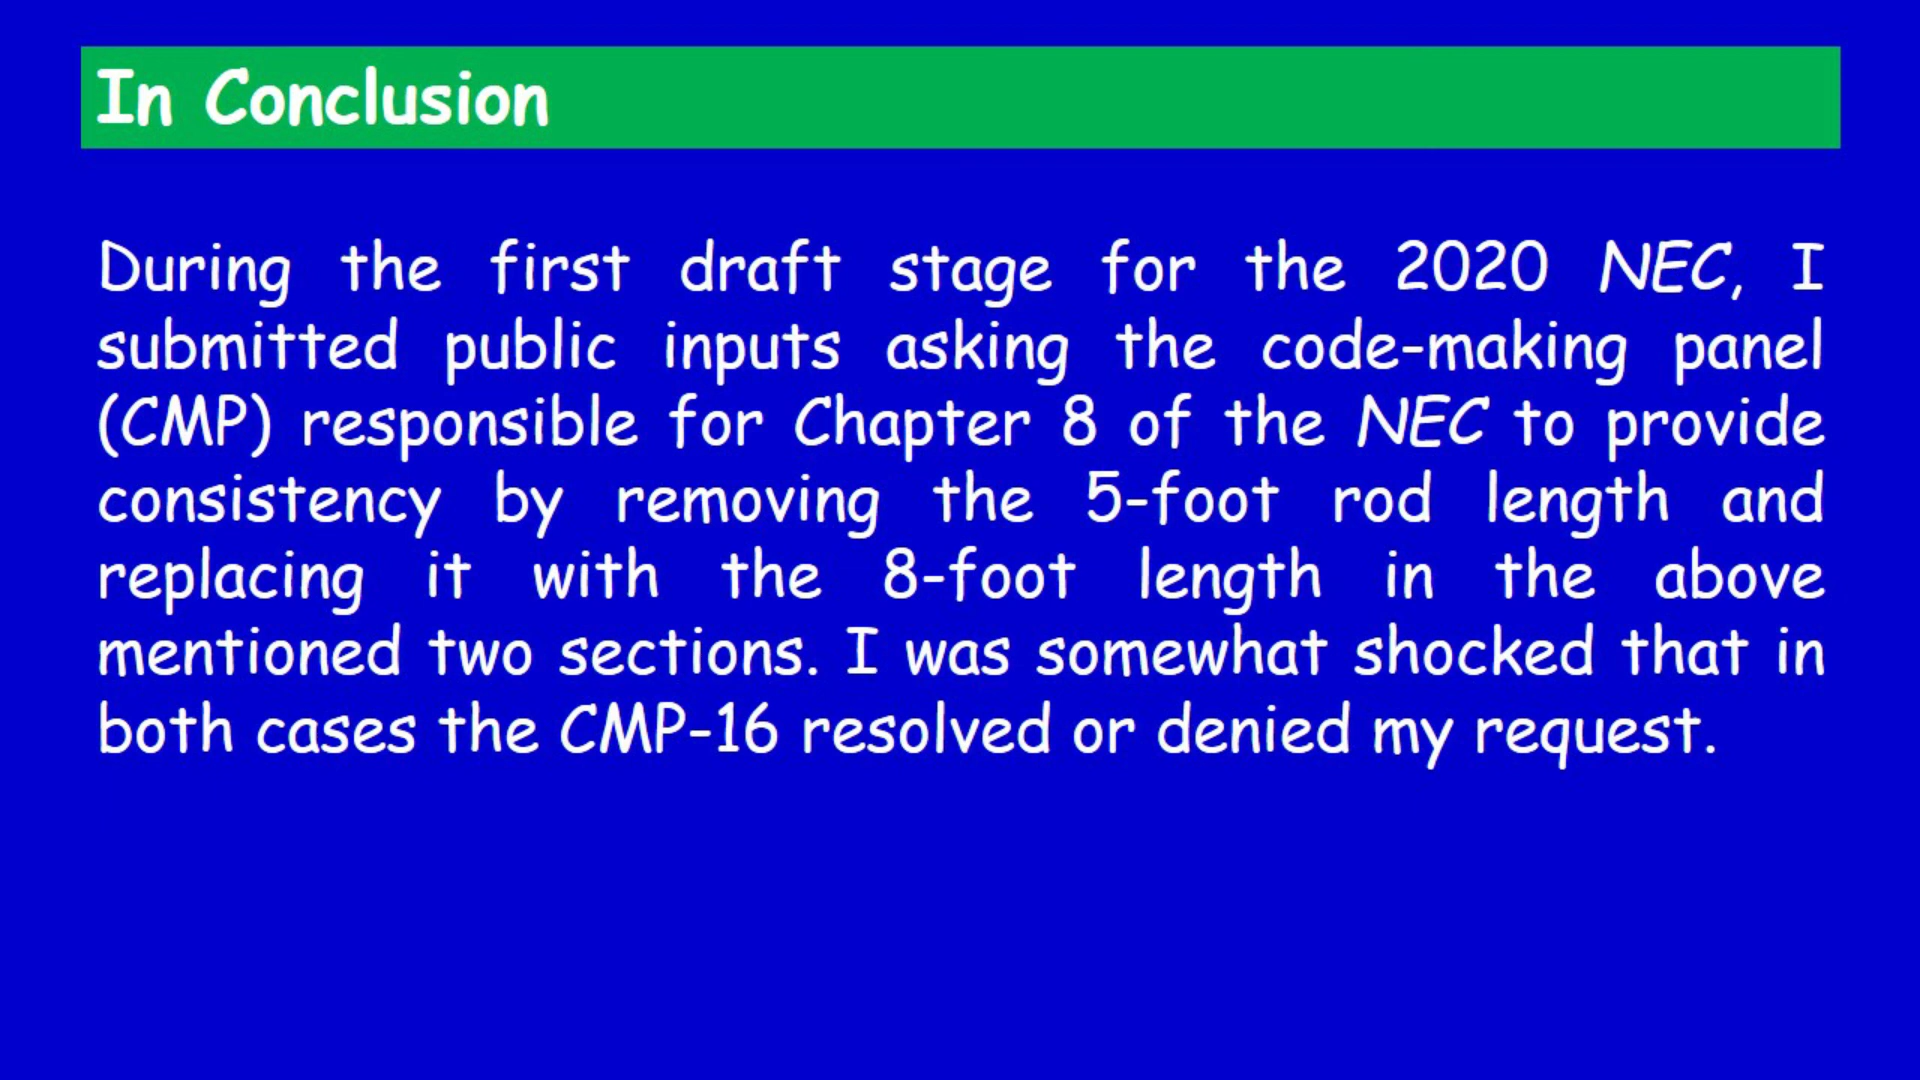 In Conclusion
During the first draft stage for the 2020 NEC, I
submitted public inputs asking the code-making panel
(CMP) responsible for Chapter 8 of the NEC to provide
consistency by removing the 5-foot rod length and
replacing it with the 8-foot length in the above
mentioned two sections. I was somewhat shocked that in
both cases the CMP-16 resolved or denied my request.